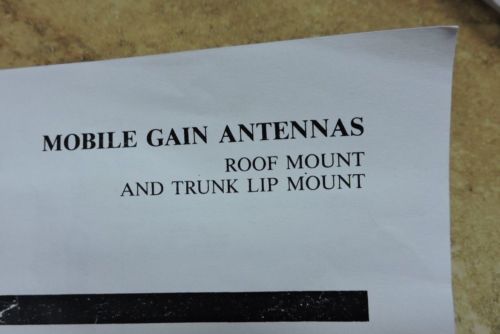 MOBILE GAIN ANTENNAS
ROOF MOUNT
AND TRUNK LIP MOUNT